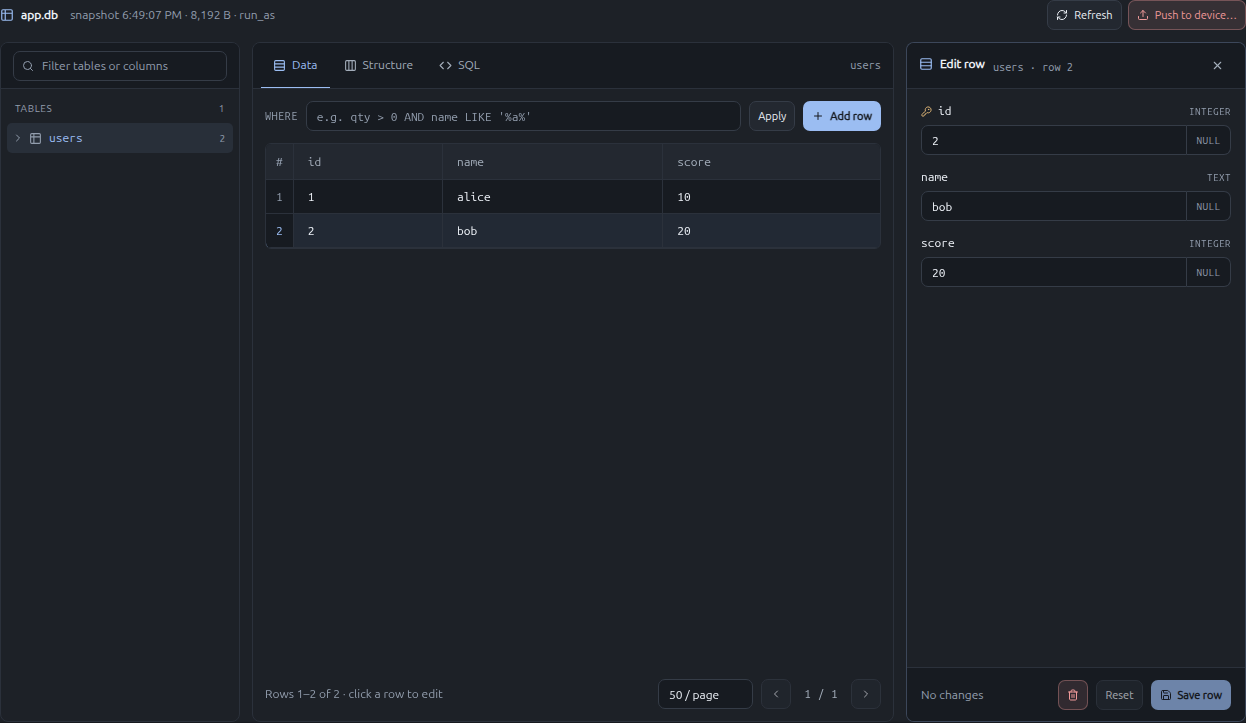 app.db snapshot 6:49:07 PM · 8,192 B · run_as
Refresh
Push to device...
Filter tables or columns
TABLES 1
users 2
Data Structure SQL users
WHERE e.g. qty > 0 AND name LIKE '%a%' Apply + Add row
# id name score
1 1 alice 10
2 2 bob 20
Rows 1–2 of 2 · click a row to edit
50 / page
1 / 1
Edit row users · row 2
id INTEGER
2 NULL
name TEXT
bob NULL
score INTEGER
20 NULL
No changes
Reset
Save row